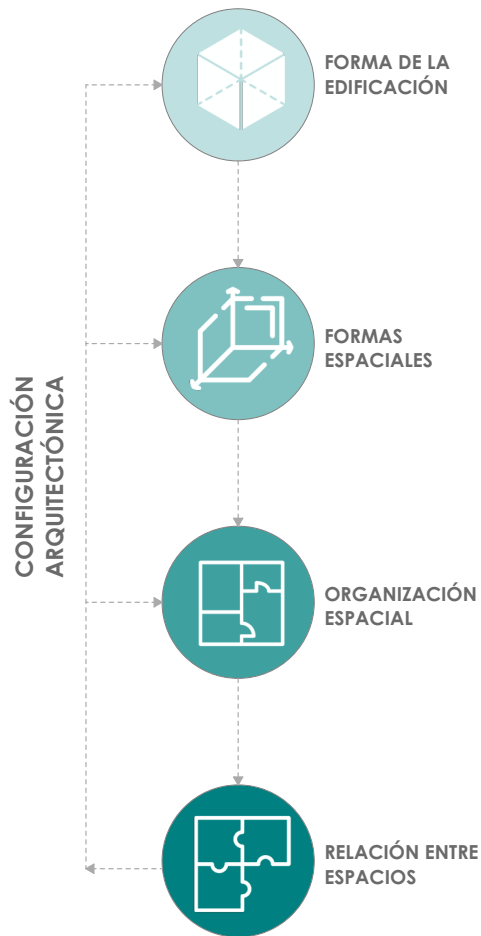 FORMA DE LA
EDIFICACIÓN
FORMAS
ESPACIALES
CONFIGURACIÓN
ARQUITECTÓNICA
ORGANIZACIÓN
ESPACIAL
RELACIÓN ENTRE
ESPACIOS